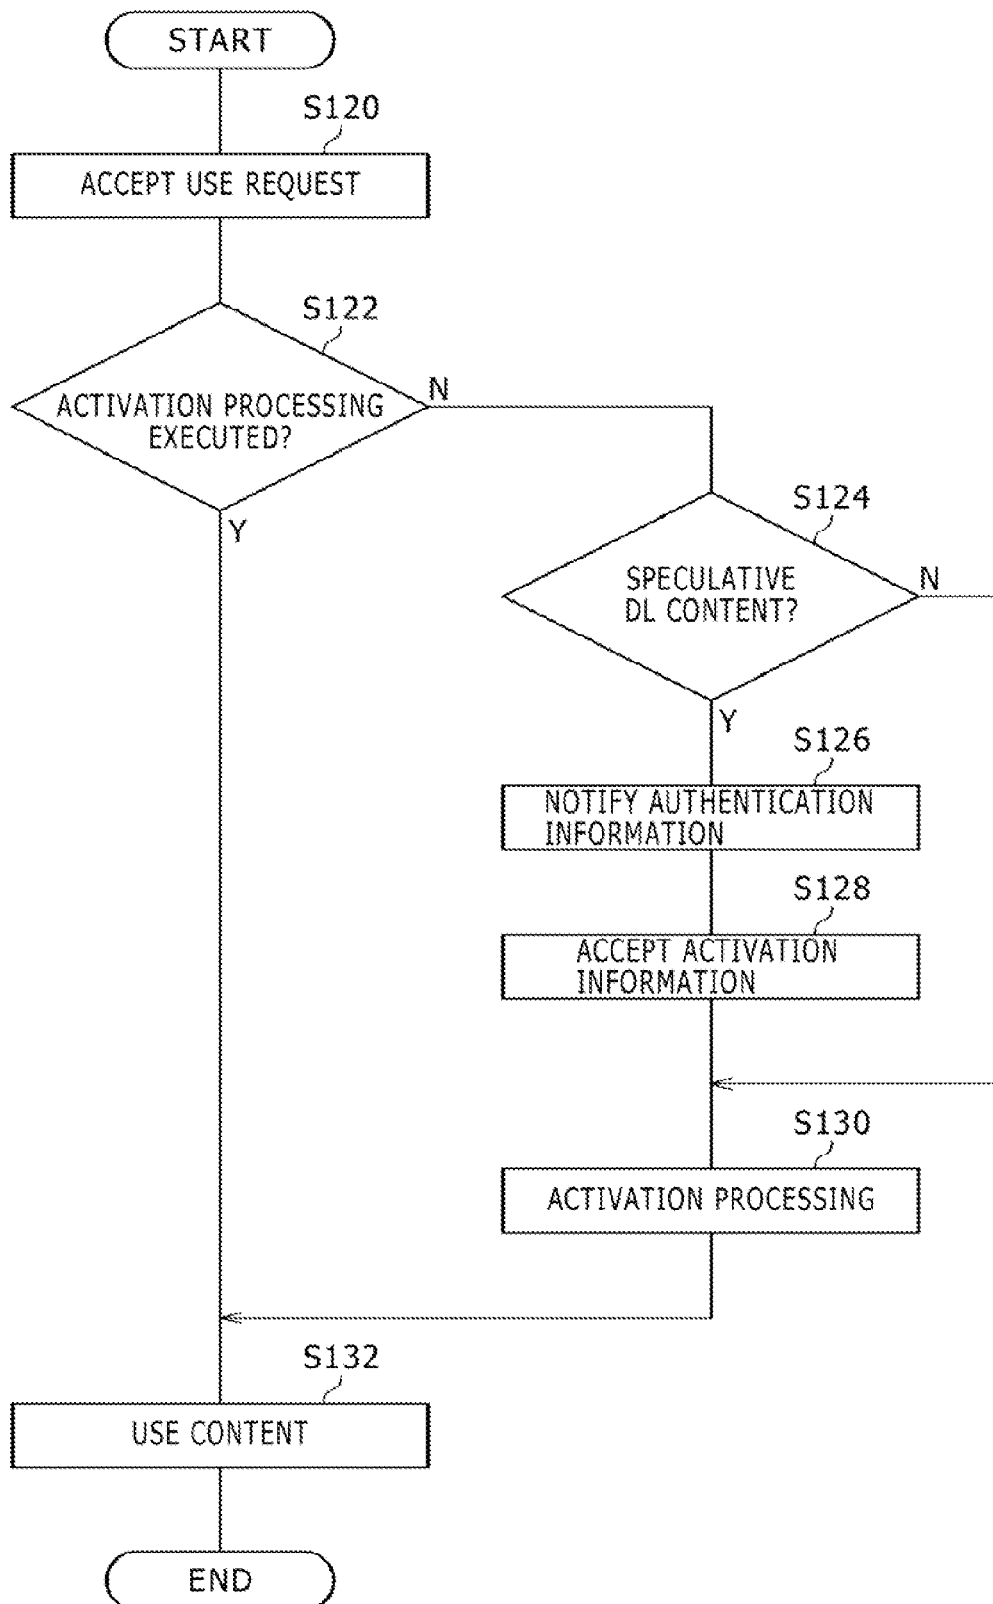 START
S120
ACCEPT USE REQUEST
S122
ACTIVATION PROCESSING
EXECUTED?
N
Y
S124
SPECULATIVE
DL CONTENT?
N
Y
S126
NOTIFY AUTHENTICATION
INFORMATION
S128
ACCEPT ACTIVATION
INFORMATION
S130
ACTIVATION PROCESSING
S132
USE CONTENT
END